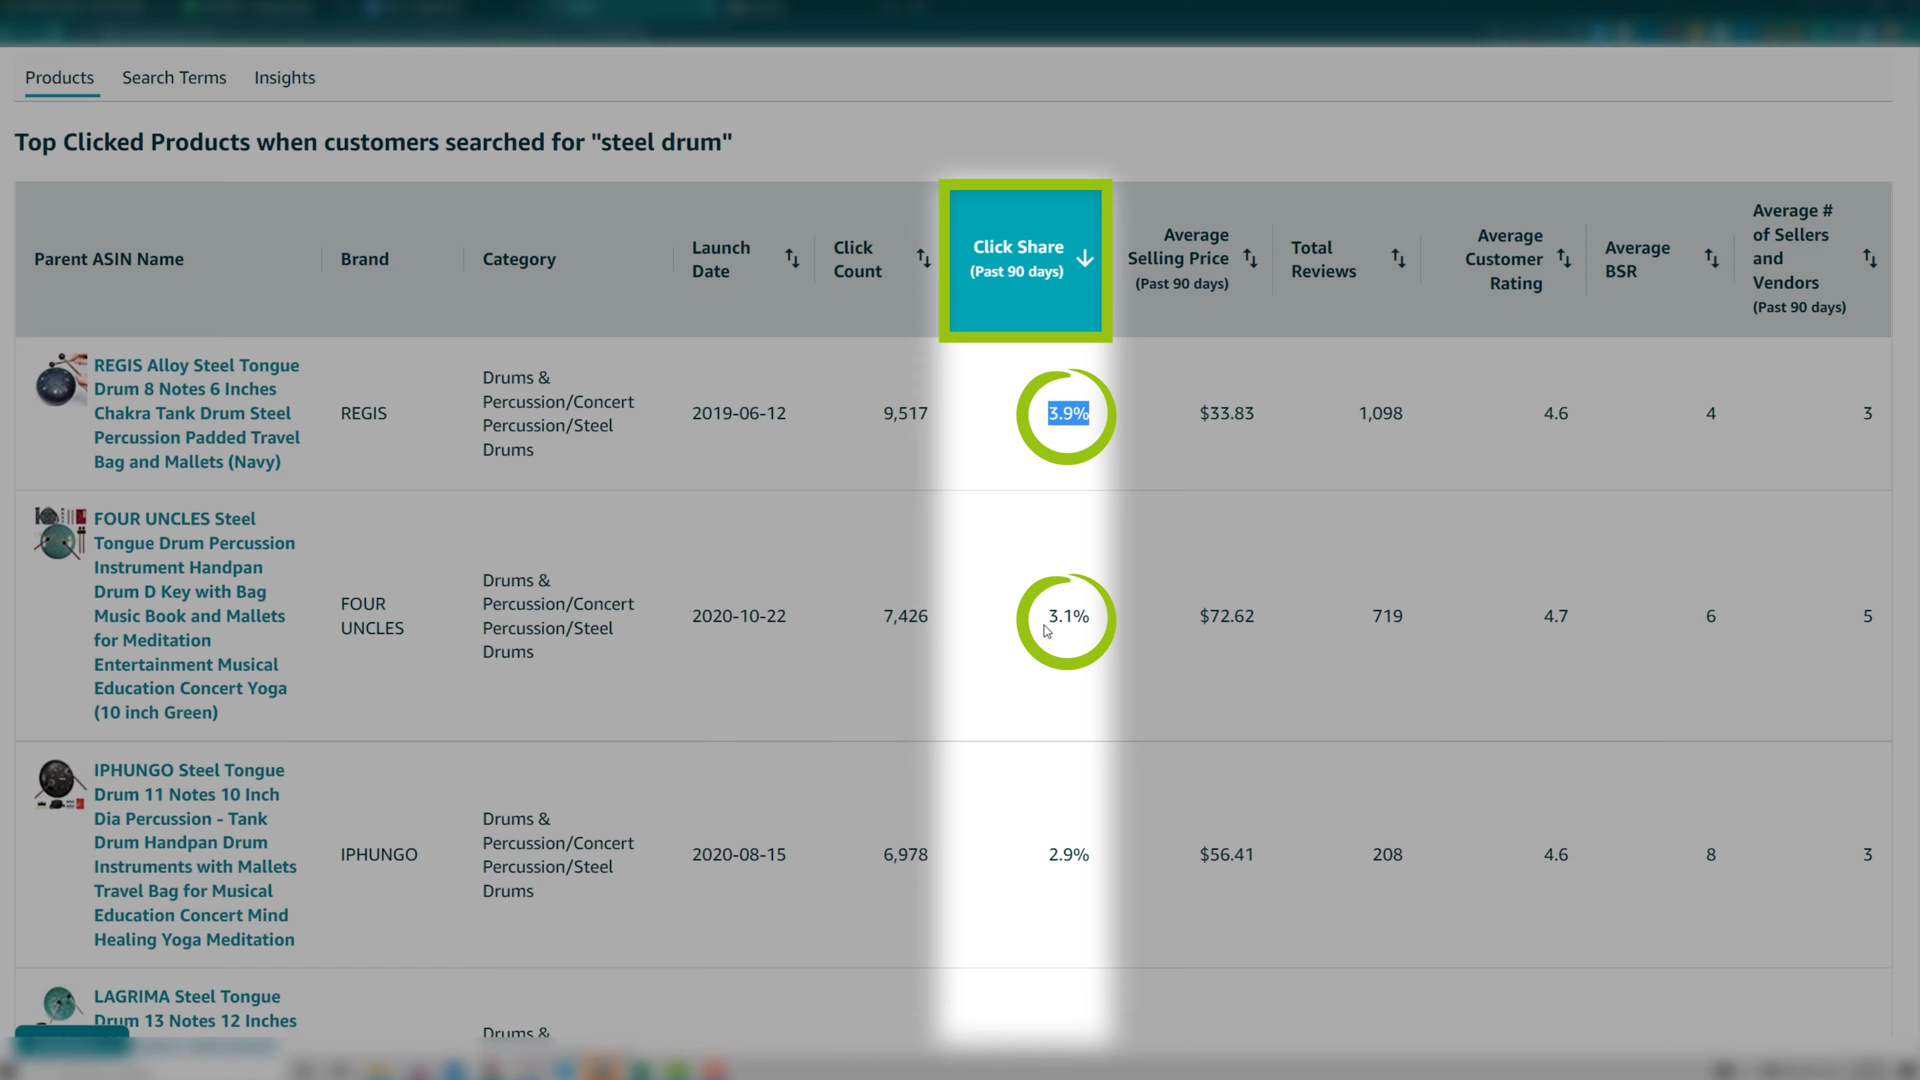 Products Search Terms Insights
Top Clicked Products when customers searched for "steel drum"
Parent ASIN Name
Brand
Category
Launch
Date
Click
Count
Click Share
(Past 90 days)
Average
Selling Price
(Past 90 days)
Total
Reviews
Average
Customer
Rating
Average
BSR
Average #
of Sellers
and
Vendors
(Past 90 days)
REGIS Alloy Steel Tongue
Drum 8 Notes 6 Inches
Chakra Tank Drum Steel
Percussion Padded Travel
Bag and Mallets (Navy)
REGIS
Drums &
Percussion/Concert
Percussion/Steel
Drums
2019-06-12
9,517
3.9%
$33.83
1,098
4.6
4
3
FOUR UNCLES Steel
Tongue Drum Percussion
Instrument Handpan
Drum D Key with Bag
Music Book and Mallets
for Meditation
Entertainment Musical
Education Concert Yoga
(10 inch Green)
FOUR
UNCLES
Drums &
Percussion/Concert
Percussion/Steel
Drums
2020-10-22
7,426
3.1%
$72.62
719
4.7
6
5
IPHUNGO Steel Tongue
Drum 11 Notes 10 Inch
Dia Percussion - Tank
Drum Handpan Drum
Instruments with Mallets
Travel Bag for Musical
Education Concert Mind
Healing Yoga Meditation
IPHUNGO
Drums &
Percussion/Concert
Percussion/Steel
Drums
2020-08-15
6,978
2.9%
$56.41
208
4.6
8
3
LAGRIMA Steel Tongue
Drum 13 Notes 12 Inches
Drums &